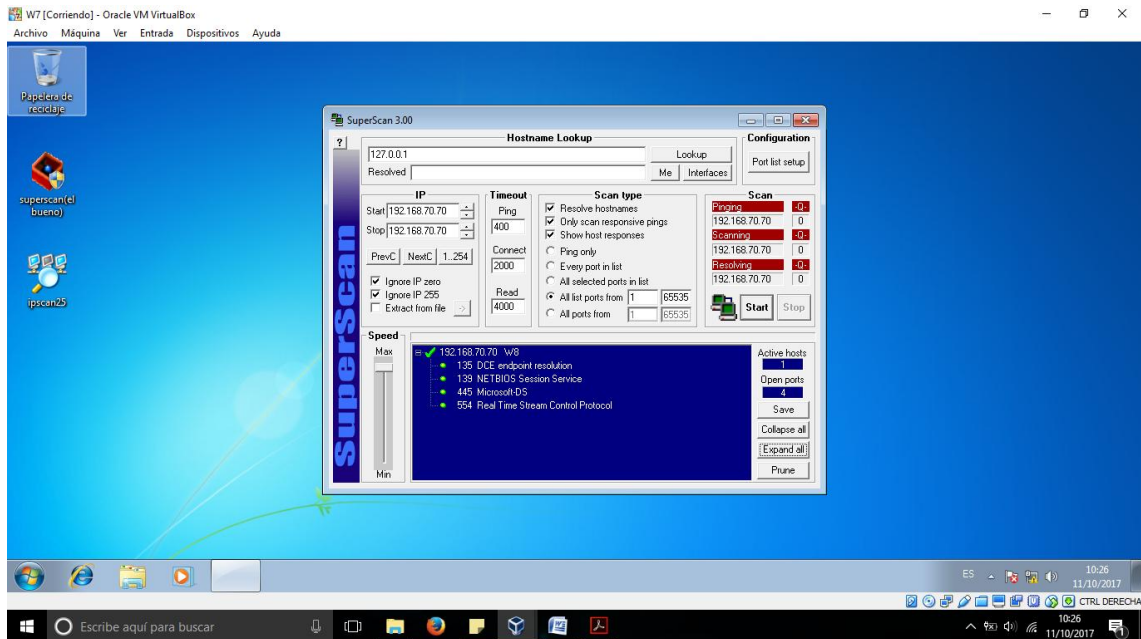 W7 [Corriendo] - Oracle VM VirtualBox
Archivo Máquina Ver Entrada Dispositivos Ayuda
Papelera de
reciclaje
superscan(el
bueno)
ipscan25
SuperScan 3.00
?
Hostname Lookup
127.0.0.1
Lookup
Resolved
Me
Interfaces
Configuration
Port list setup
IP
Start 192.168.70.70
Stop 192.168.70.70
PrevC NextC 1..254
Ignore IP zero
Ignore IP 255
Extract from file ->
Timeout
Ping
400
Connect
2000
Read
4000
Scan type
Resolve hostnames
Only scan responsive pings
Show host responses
Ping only
Every port in list
All selected ports in list
All list ports from 1 65535
All ports from 1 65535
Scan
Pinging -Q-
192.168.70.70 0
Scanning -Q-
192.168.70.70 0
Resolving -Q-
192.168.70.70 0
Start Stop
SuperScan
Speed
Max
Min
192.168.70.70 W8
135 DCE endpoint resolution
139 NETBIOS Session Service
445 Microsoft-DS
554 Real Time Stream Control Protocol
Active hosts
1
Open ports
4
Save
Collapse all
Expand all
Prune
ES
10:26
11/10/2017
CTRL DERECHA
Escribe aquí para buscar
10:26
11/10/2017
1